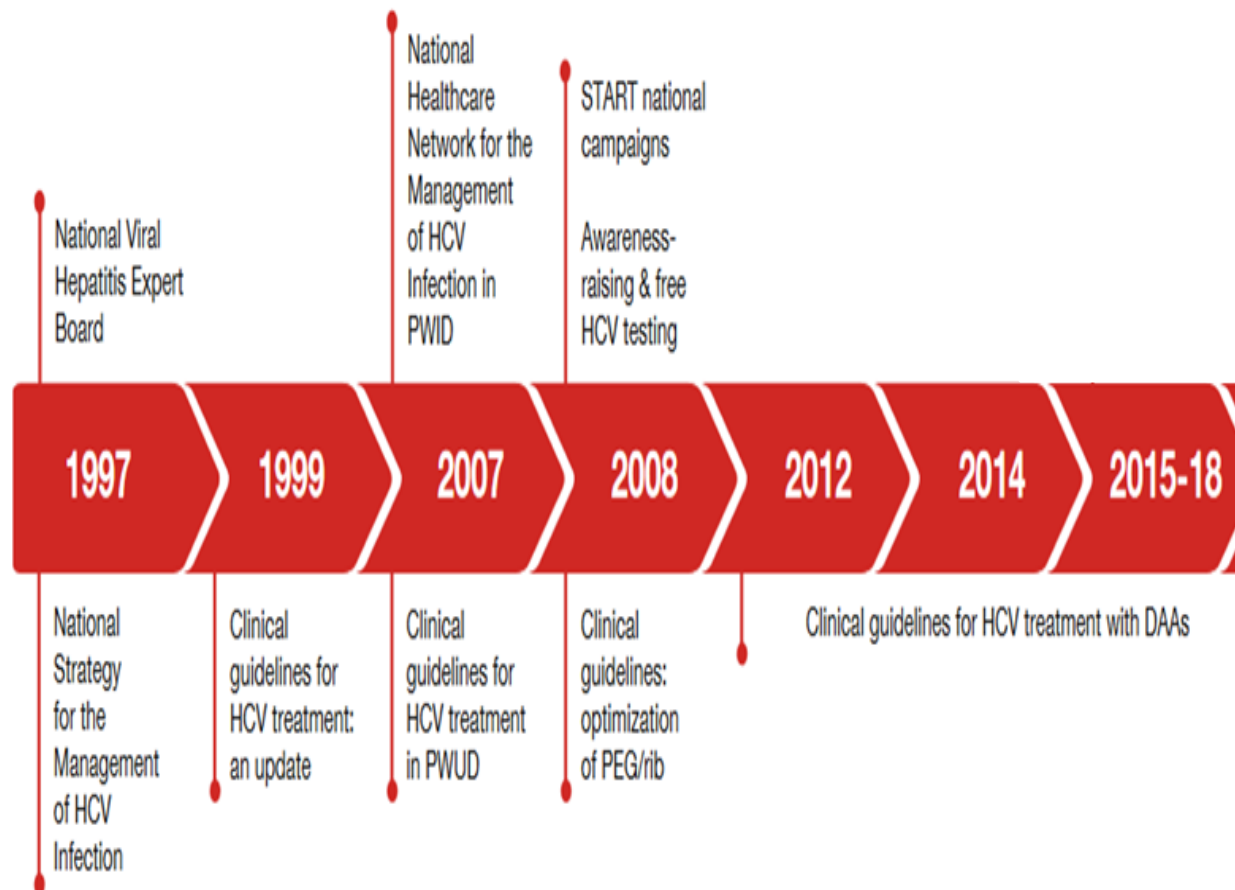 National
Healthcare
Network for the
Management
of HCV
Infection in
PWID
START national
campaigns
Awareness-
raising & free
HCV testing
National Viral
Hepatitis Expert
Board
1997
1999
2007
2008
2012
2014
2015-18
National
Strategy
for the
Management
of HCV
Infection
Clinical
guidelines for
HCV treatment:
an update
Clinical
guidelines for
HCV treatment
in PWUD
Clinical
guidelines:
optimization
of PEG/rib
Clinical guidelines for HCV treatment with DAAs